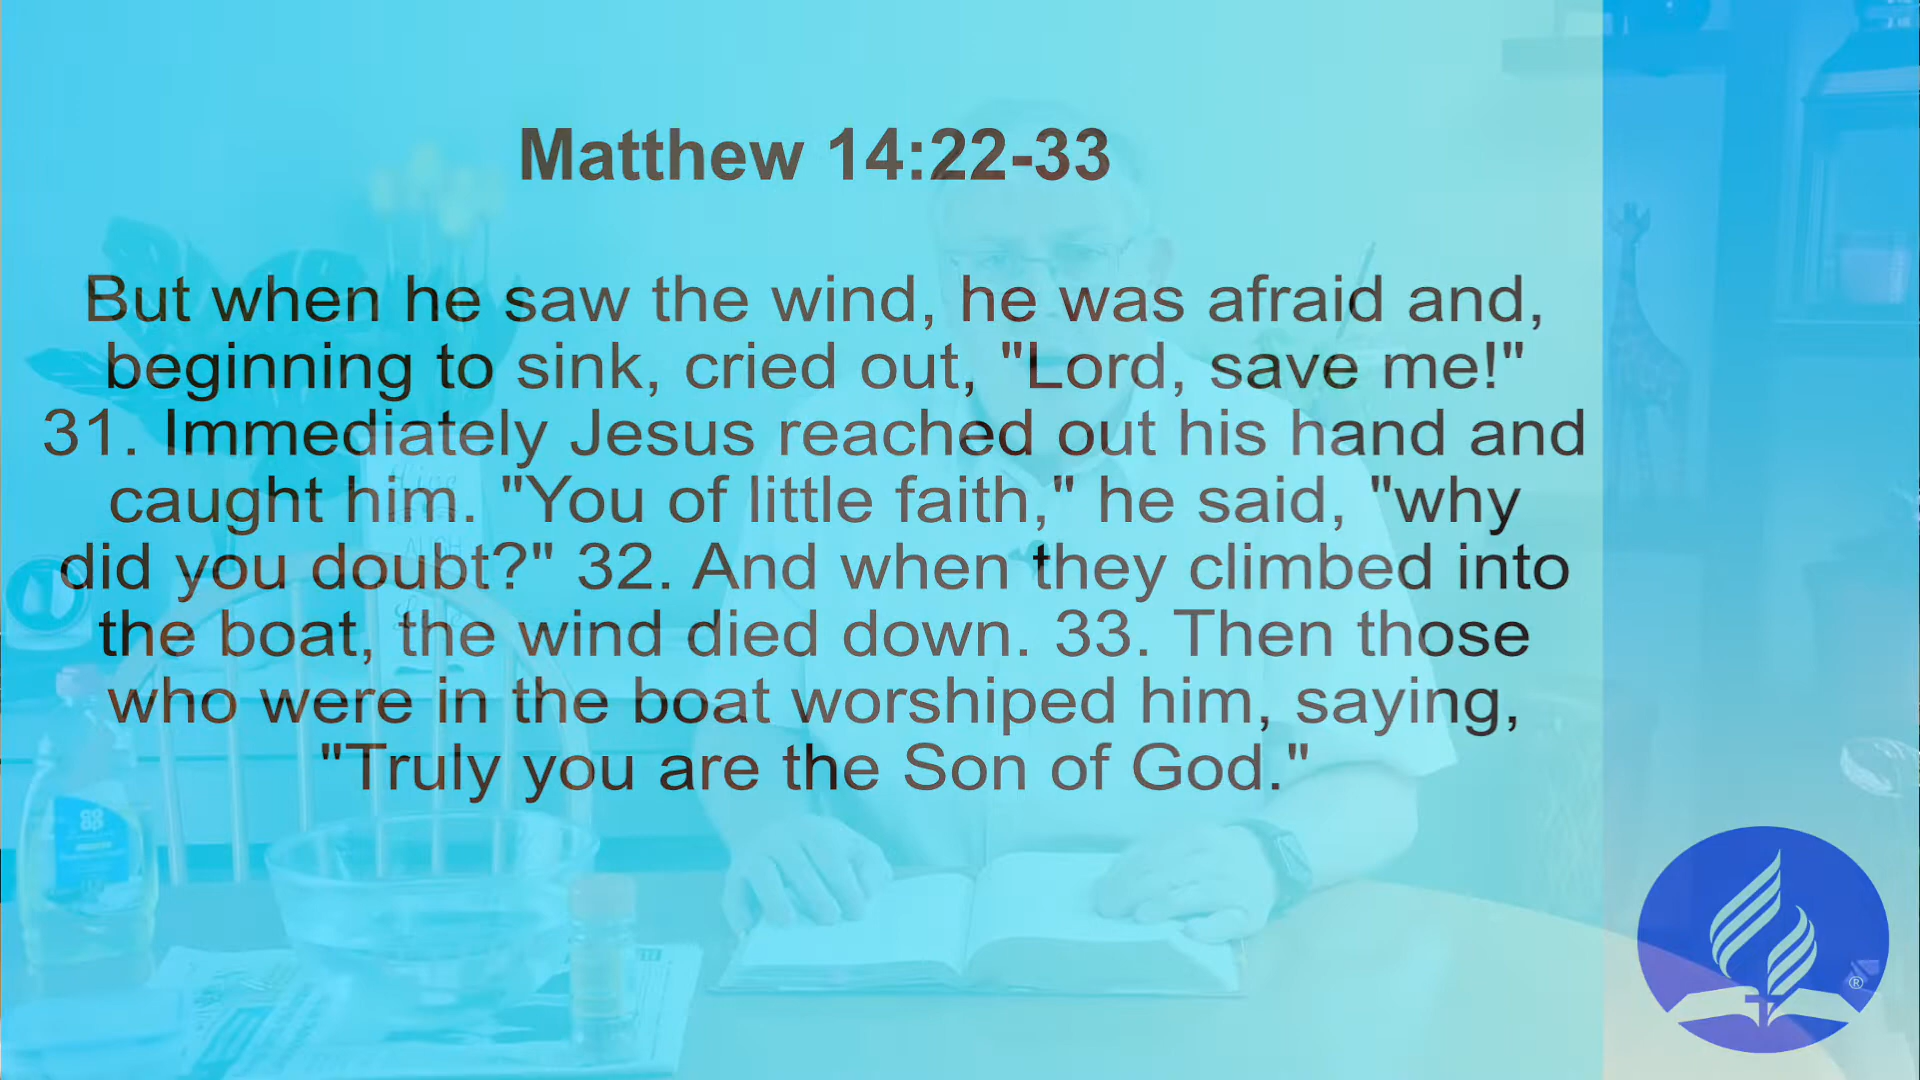 Matthew 14:22-33
But when he saw the wind, he was afraid and,
beginning to sink, cried out, "Lord, save me!"
31. Immediately Jesus reached out his hand and
caught him. "You of little faith," he said, "why
did you doubt?" 32. And when they climbed into
the boat, the wind died down. 33. Then those
who were in the boat worshiped him, saying,
"Truly you are the Son of God."
Live
LAUGH
Love
®